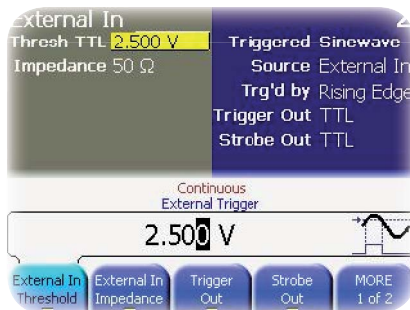 External In
Thresh TTL 2.500 V
Impedance 50 Ω
Triggered Sinewave
Source External In
Trg'd by Rising Edge
Trigger Out TTL
Strobe Out TTL
Continuous
External Trigger
2.500 V
External In Threshold
External In Impedance
Trigger Out
Strobe Out
MORE 1 of 2